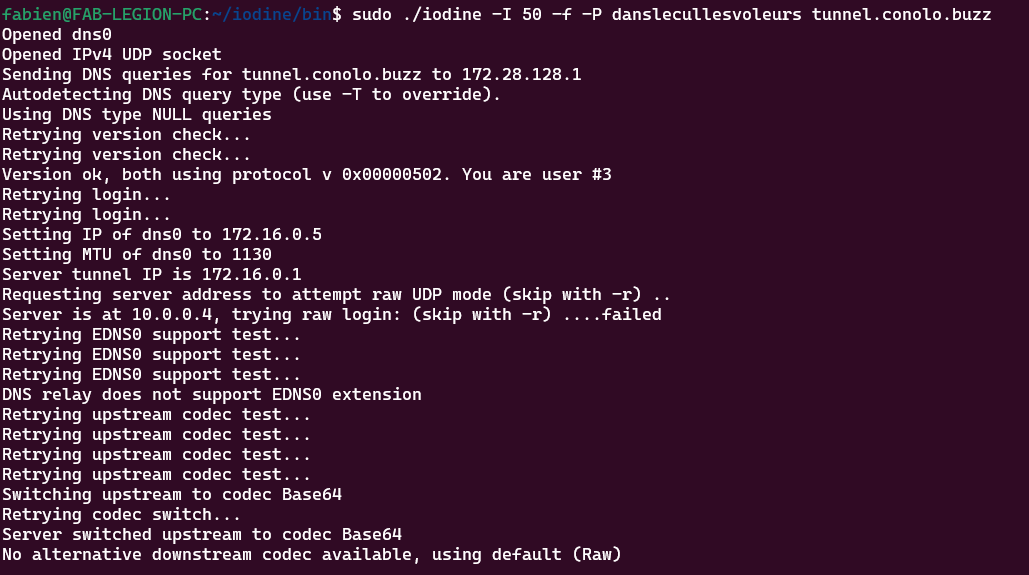 fabien@FAB-LEGION-PC:~/iodine/bin$ sudo ./iodine -I 50 -f -P danslecullesvoleurs tunnel.conolo.buzz
Opened dns0
Opened IPv4 UDP socket
Sending DNS queries for tunnel.conolo.buzz to 172.28.128.1
Autodetecting DNS query type (use -T to override).
Using DNS type NULL queries
Retrying version check...
Retrying version check...
Version ok, both using protocol v 0x00000502. You are user #3
Retrying login...
Retrying login...
Setting IP of dns0 to 172.16.0.5
Setting MTU of dns0 to 1130
Server tunnel IP is 172.16.0.1
Requesting server address to attempt raw UDP mode (skip with -r) ..
Server is at 10.0.0.4, trying raw login: (skip with -r) ....failed
Retrying EDNS0 support test...
Retrying EDNS0 support test...
Retrying EDNS0 support test...
DNS relay does not support EDNS0 extension
Retrying upstream codec test...
Retrying upstream codec test...
Retrying upstream codec test...
Retrying upstream codec test...
Switching upstream to codec Base64
Retrying codec switch...
Server switched upstream to codec Base64
No alternative downstream codec available, using default (Raw)